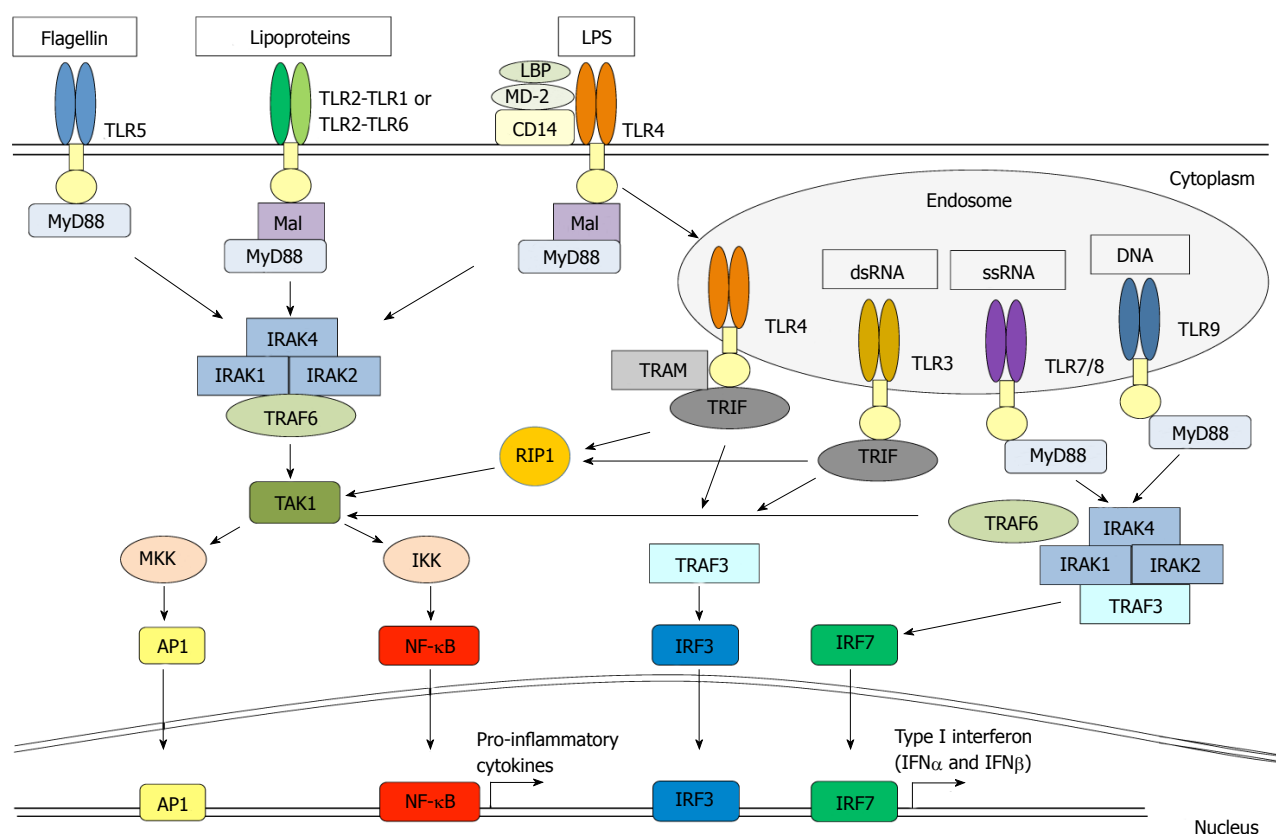 Flagellin
Lipoproteins
LPS
LBP
MD-2
CD14
TLR2-TLR1 or
TLR2-TLR6
TLR5
TLR4
Cytoplasm
Endosome
MyD88
Mal
MyD88
Mal
MyD88
dsRNA
ssRNA
DNA
TLR4
TLR3
TLR7/8
TLR9
IRAK4
IRAK1
IRAK2
TRAF6
TRAM
TRIF
RIP1
TRIF
MyD88
MyD88
TAK1
TRAF6
IRAK4
IRAK1
IRAK2
TRAF3
MKK
IKK
TRAF3
AP1
NF-κB
IRF3
IRF7
Pro-inflammatory
cytokines
Type I interferon
(IFNα and IFNβ)
AP1
NF-κB
IRF3
IRF7
Nucleus